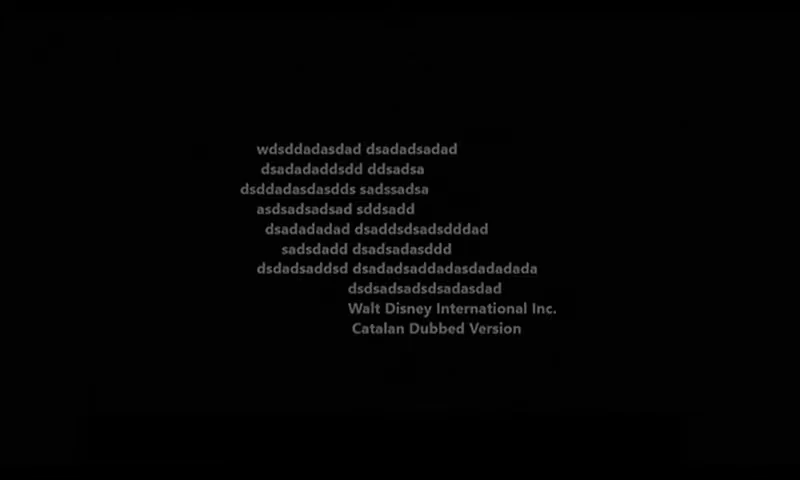 wdsddadasdad dsadadsadad
dsadadaddsdd ddsadsa
dsddadasdasdds sadssadsa
asdsadsadsad sddsadd
dsadadadad dsaddsdsadsdddad
sadsdadd dsadsadasddd
dsdadsaddsd dsadadsaddadasdadadada
dsdsadsadsdsadasdad
Walt Disney International Inc.
Catalan Dubbed Version